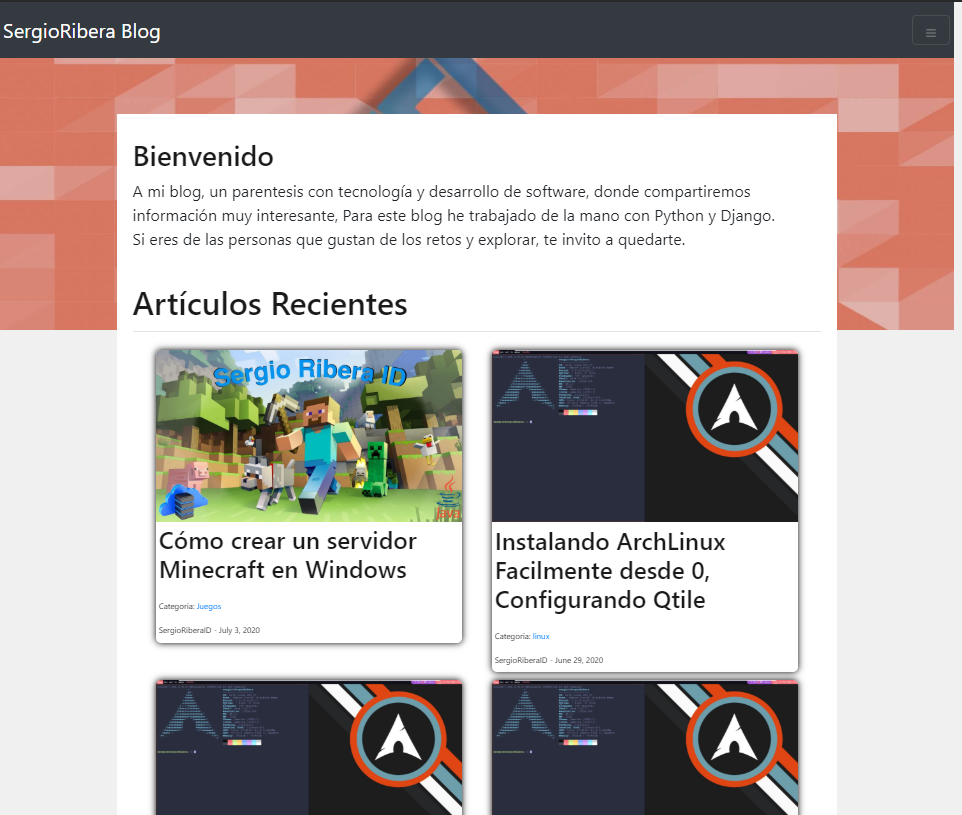 SergioRibera Blog
Bienvenido
A mi blog, un parentesis con tecnología y desarrollo de software, donde compartiremos
información muy interesante, Para este blog he trabajado de la mano con Python y Django.
Si eres de las personas que gustan de los retos y explorar, te invito a quedarte.
Artículos Recientes
Sergio Ribera ID
Java
Cómo crear un servidor
Minecraft en Windows
Categoria: Juegos
SergioRiberaID - July 3, 2020
Instalando ArchLinux
Facilmente desde 0,
Configurando Qtile
Categoria: linux
SergioRiberaID - June 29, 2020